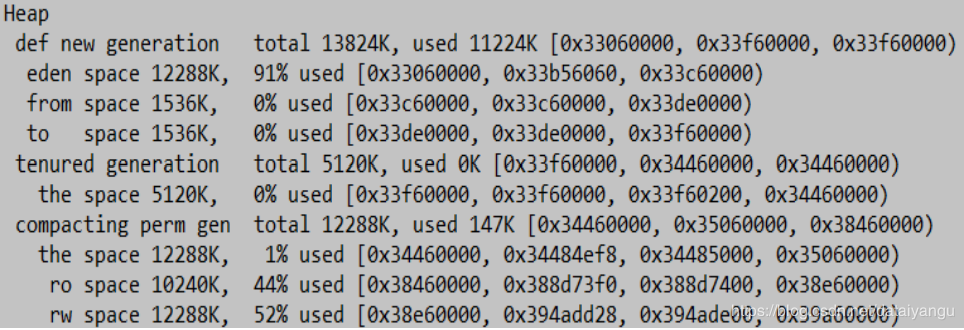 Heap
def new generation total 13824K, used 11224K [0x33060000, 0x33f60000, 0x33f60000)
eden space 12288K, 91% used [0x33060000, 0x33b56060, 0x33c60000)
from space 1536K, 0% used [0x33c60000, 0x33c60000, 0x33de0000)
to space 1536K, 0% used [0x33de0000, 0x33de0000, 0x33f60000)
tenured generation total 5120K, used 0K [0x33f60000, 0x34460000, 0x34460000)
the space 5120K, 0% used [0x33f60000, 0x33f60000, 0x33f60200, 0x34460000)
compacting perm gen total 12288K, used 147K [0x34460000, 0x35060000, 0x38460000)
the space 12288K, 1% used [0x34460000, 0x34484ef8, 0x34485000, 0x35060000)
ro space 10240K, 44% used [0x38460000, 0x388d73f0, 0x388d7400, 0x38e60000)
rw space 12288K, 52% used [0x38e60000, 0x394add28, 0x394ade00, 0x39a60000)
https://blog.csdn.net/dataiyangu